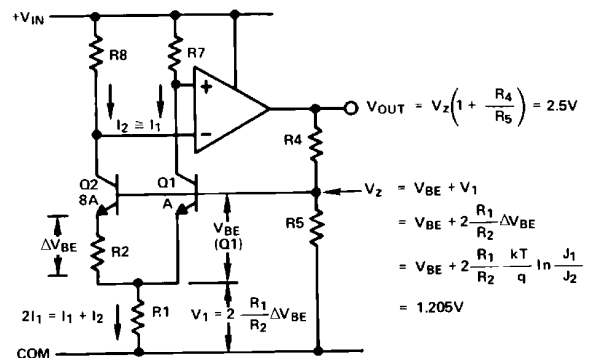 +VIN
R8
R7
+
−
I2 ≅ I1
VOUT = VZ(1 + R4/R5) = 2.5V
R4
Q2
8A
Q1
A
VZ = VBE + V1
= VBE + 2 R1/R2 ΔVBE
= VBE + 2 R1/R2 kT/q ln J1/J2
= 1.205V
ΔVBE
R2
VBE
(Q1)
R5
2I1 = I1 + I2
R1
V1 = 2 R1/R2 ΔVBE
COM